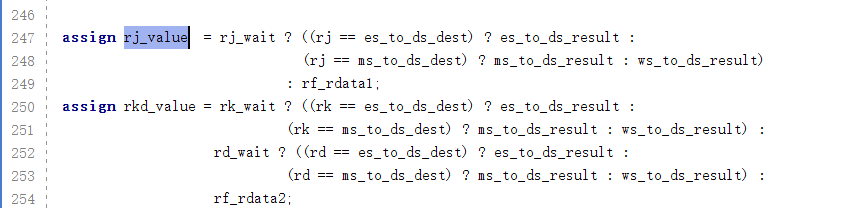 246
247 assign rj_value = rj_wait ? ((rj == es_to_ds_dest) ? es_to_ds_result :
248 (rj == ms_to_ds_dest) ? ms_to_ds_result : ws_to_ds_result)
249 : rf_rdata1;
250 assign rkd_value = rk_wait ? ((rk == es_to_ds_dest) ? es_to_ds_result :
251 (rk == ms_to_ds_dest) ? ms_to_ds_result : ws_to_ds_result) :
252 rd_wait ? ((rd == es_to_ds_dest) ? es_to_ds_result :
253 (rd == ms_to_ds_dest) ? ms_to_ds_result : ws_to_ds_result) :
254 rf_rdata2;